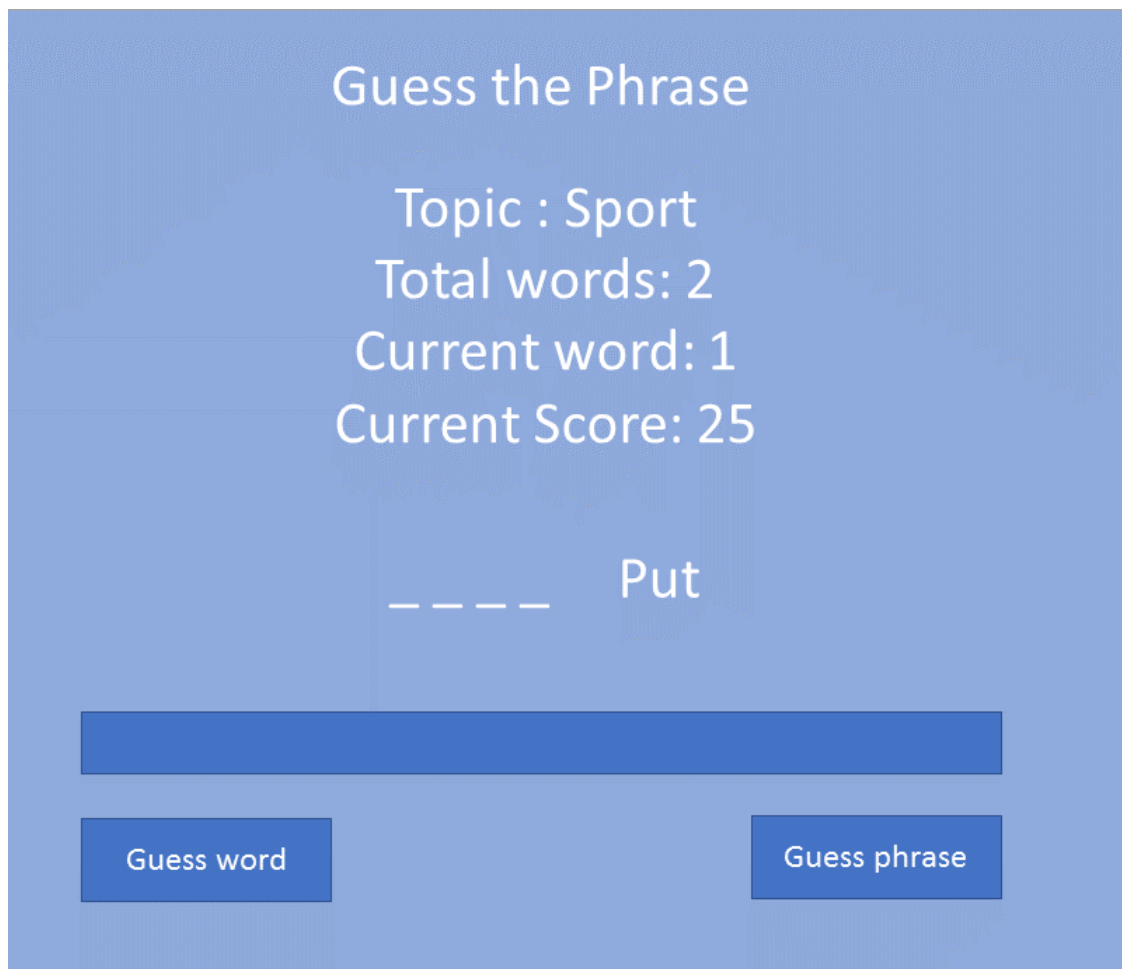 Guess the Phrase
Topic : Sport
Total words: 2
Current word: 1
Current Score: 25
_ _ _ _ Put
Guess word
Guess phrase